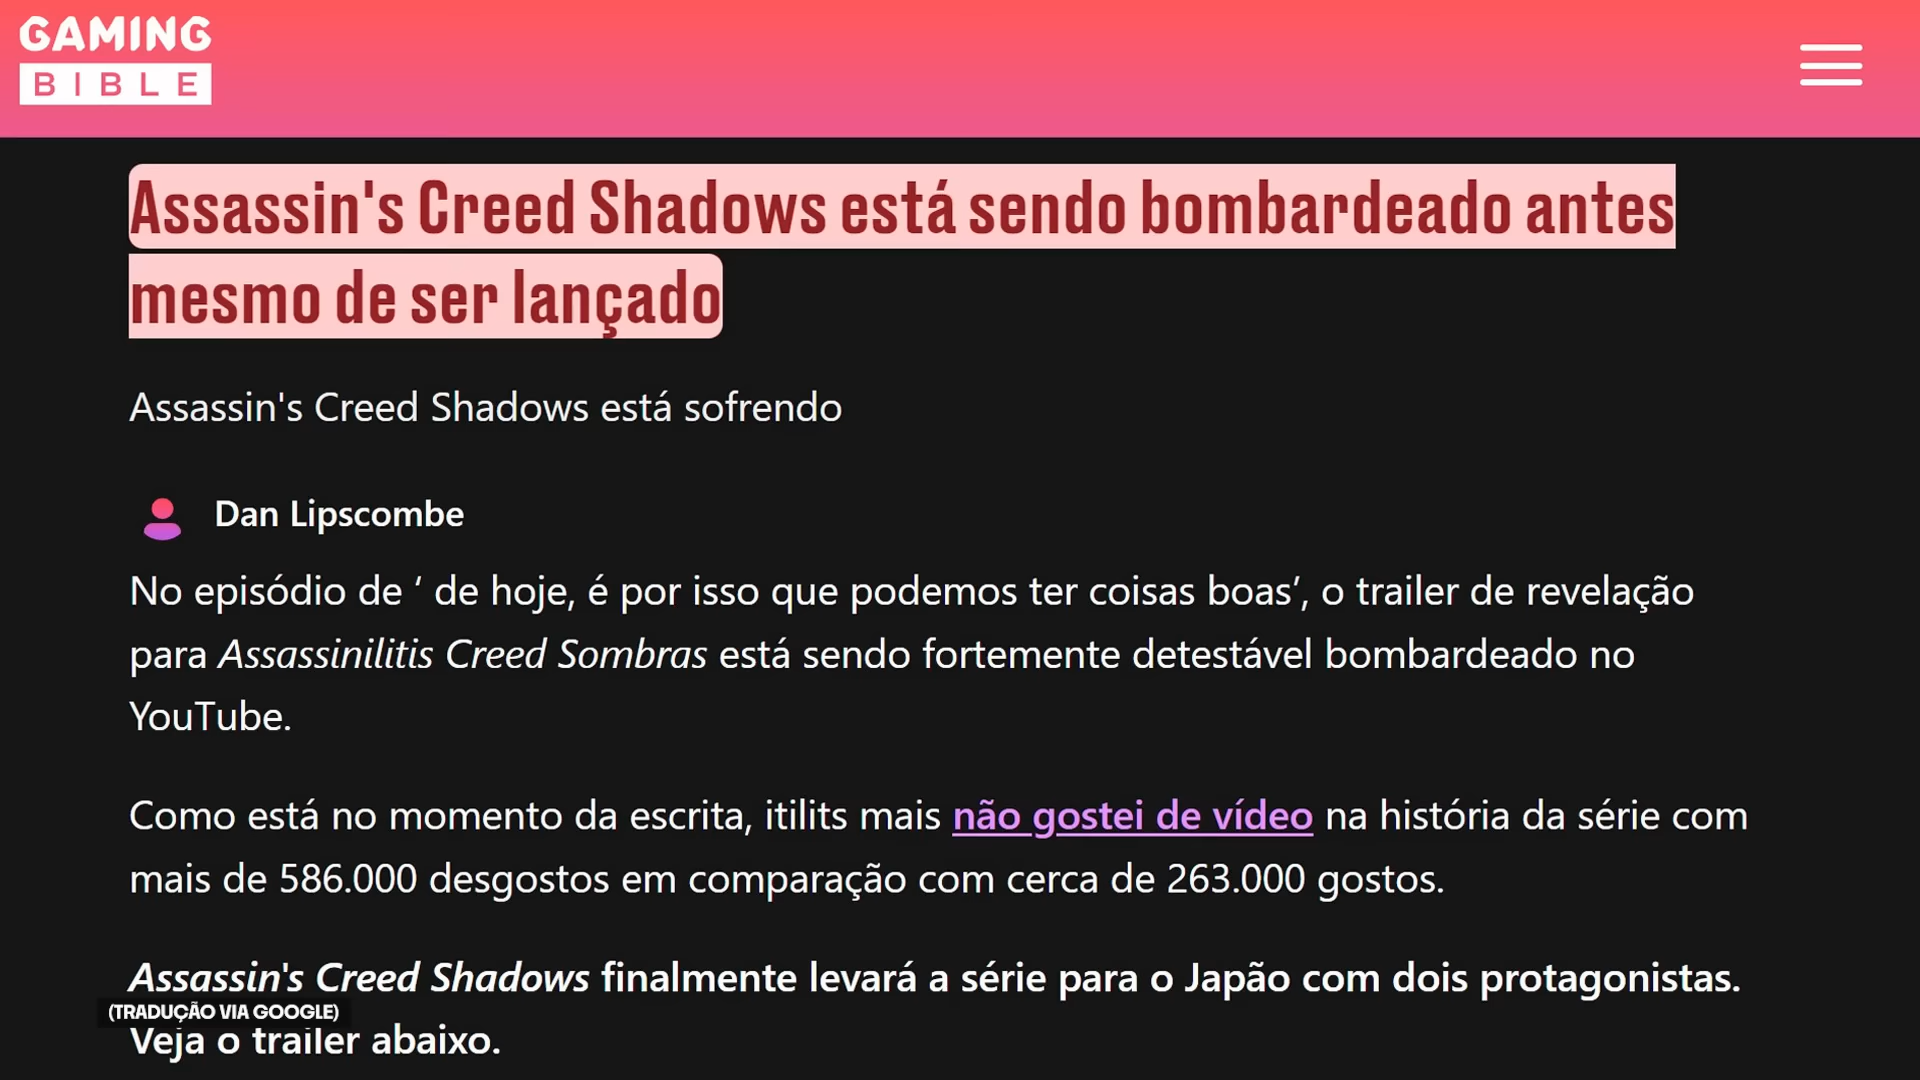 GAMING
BIBLE
Assassin's Creed Shadows está sendo bombardeado antes
mesmo de ser lançado
Assassin's Creed Shadows está sofrendo
Dan Lipscombe
No episódio de ‘ de hoje, é por isso que podemos ter coisas boas’, o trailer de revelação
para Assassinilitis Creed Sombras está sendo fortemente detestável bombardeado no
YouTube.
Como está no momento da escrita, itilits mais não gostei de vídeo na história da série com
mais de 586.000 desgostos em comparação com cerca de 263.000 gostos.
Assassin's Creed Shadows finalmente levará a série para o Japão com dois protagonistas.
(TRADUÇÃO VIA GOOGLE)
Veja o trailer abaixo.